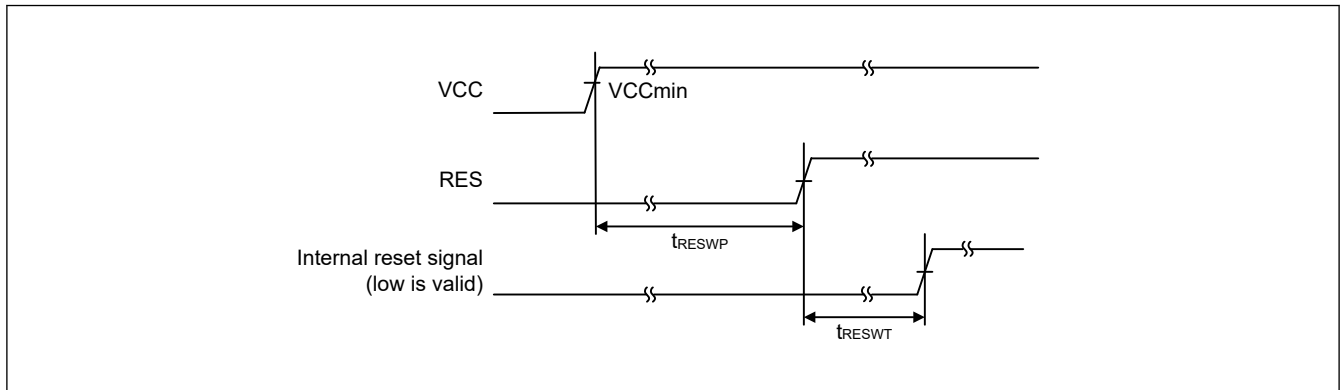 VCC
VCCmin
RES
tRESWP
Internal reset signal
(low is valid)
tRESWT